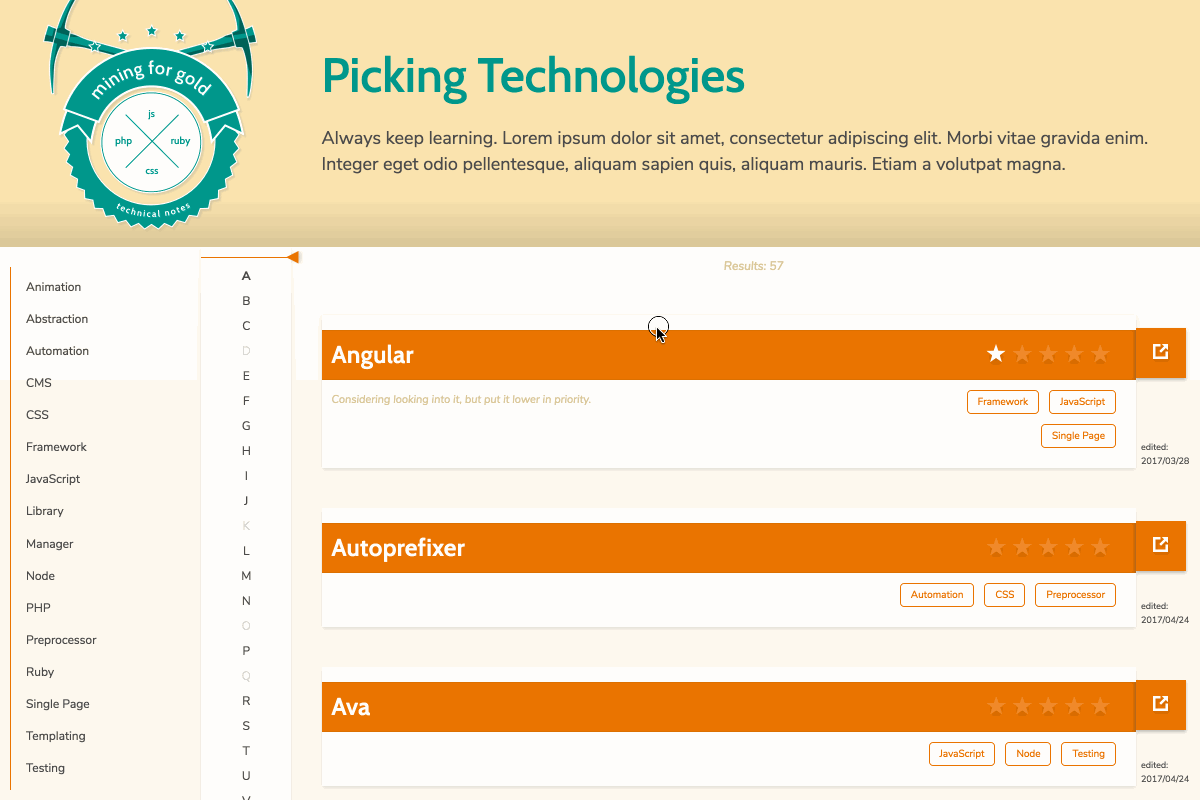 mining for gold
js
php
ruby
css
technical notes
Picking Technologies
Always keep learning. Lorem ipsum dolor sit amet, consectetur adipiscing elit. Morbi vitae gravida enim.
Integer eget odio pellentesque, aliquam sapien quis, aliquam mauris. Etiam a volutpat magna.
Animation
Abstraction
Automation
CMS
CSS
Framework
JavaScript
Library
Manager
Node
PHP
Preprocessor
Ruby
Single Page
Templating
Testing
A
B
C
D
E
F
G
H
I
J
K
L
M
N
O
P
Q
R
S
T
U
V
Results: 57
Angular
Considering looking into it, but put it lower in priority.
Framework
JavaScript
Single Page
edited:
2017/03/28
Autoprefixer
Automation
CSS
Preprocessor
edited:
2017/04/24
Ava
JavaScript
Node
Testing
edited:
2017/04/24